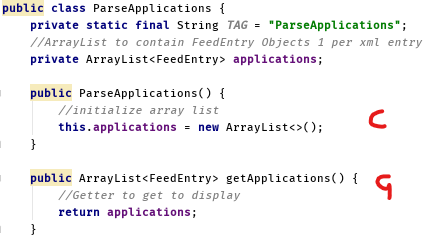 public class ParseApplications {
private static final String TAG = "ParseApplications";
//ArrayList to contain FeedEntry Objects 1 per xml entry
private ArrayList<FeedEntry> applications;
public ParseApplications() {
//initialize array list
this.applications = new ArrayList<>();
C
}
public ArrayList<FeedEntry> getApplications() {
G
//Getter to get to display
return applications;
}